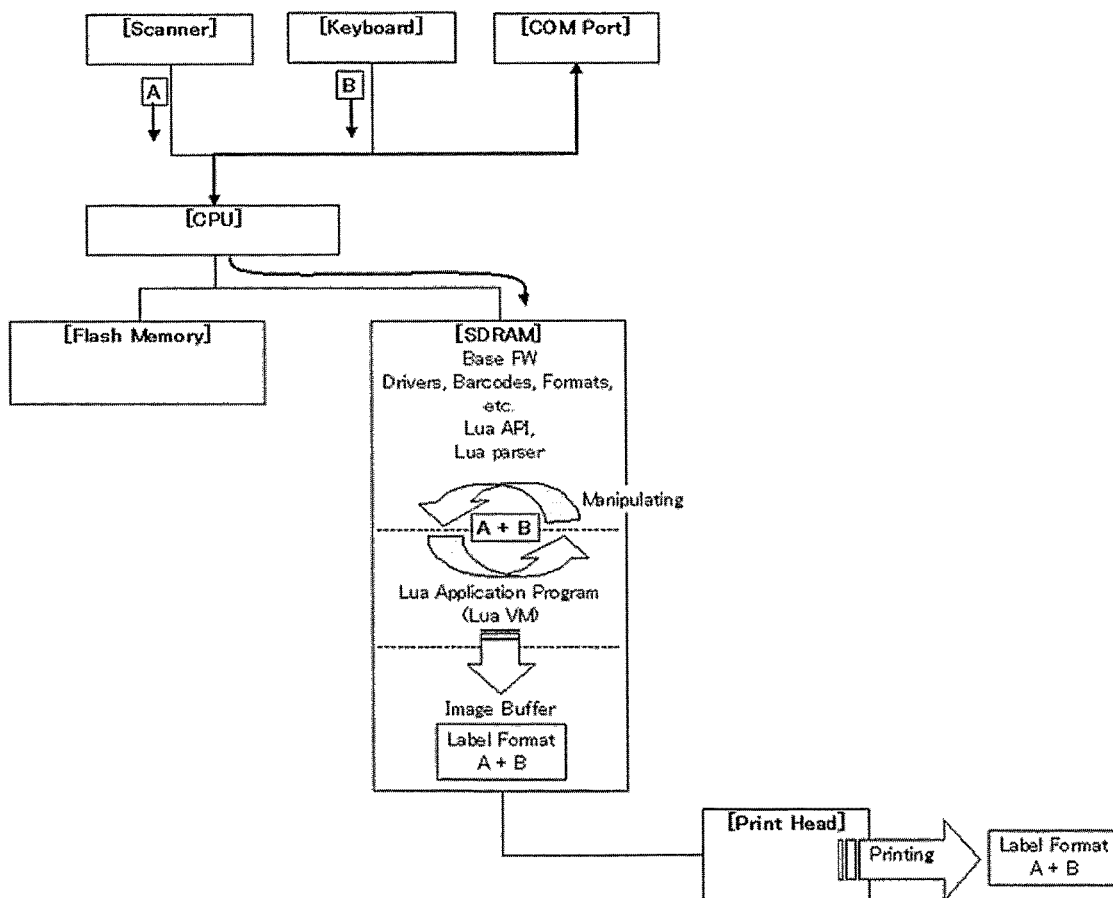 [Scanner]
[Keyboard]
[COM Port]
A
B
[CPU]
[Flash Memory]
[SDRAM]
Base FW
Drivers, Barcodes, Formats,
etc.
Lua API,
Lua parser
Manipulating
A + B
Lua Application Program
(Lua VM)
Image Buffer
Label Format
A + B
[Print Head]
Printing
Label Format
A + B